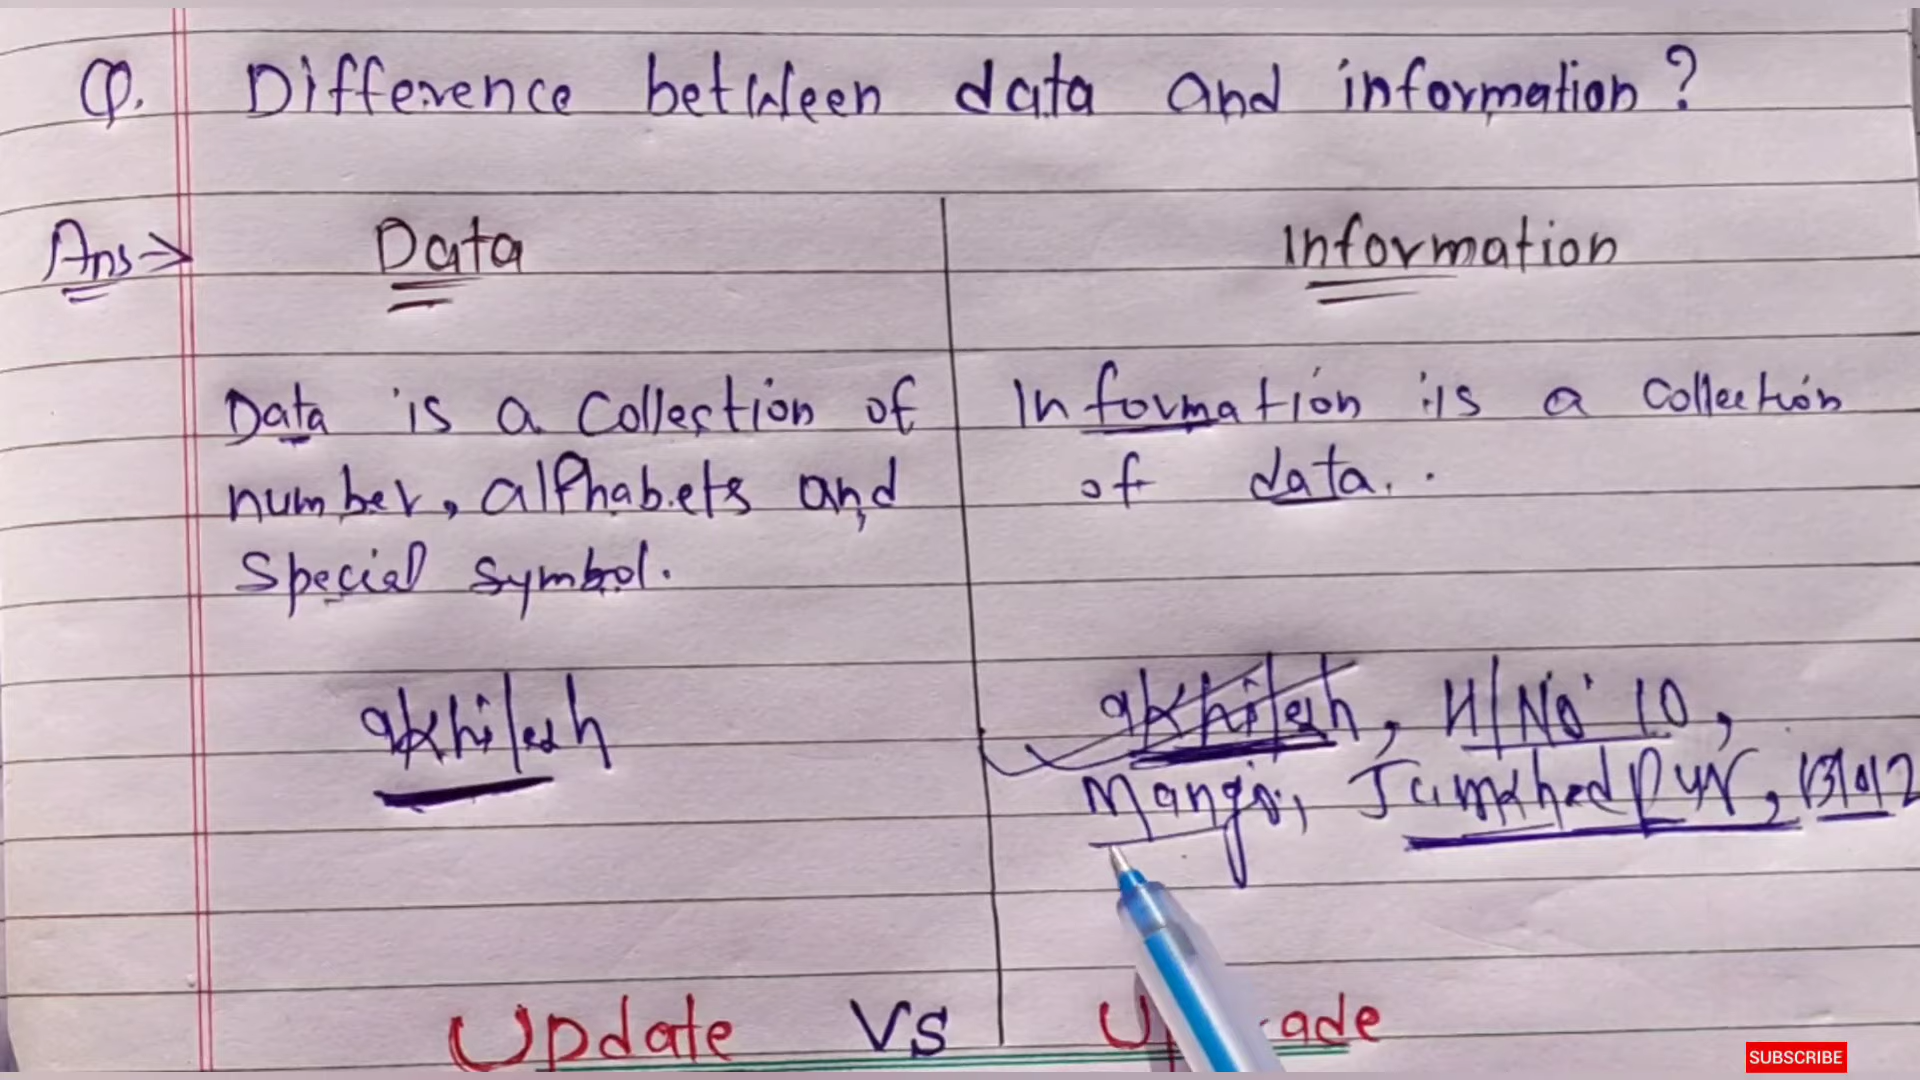 Q. Difference between data and information?
Ans→ Data
Information
Data is a collection of
number, alphabets and
special symbol.
akhilesh
Information is a collection
of data.
akhilesh, H/No 10,
Mango, Jamshedpur,
Update Vs
SUBSCRIBE